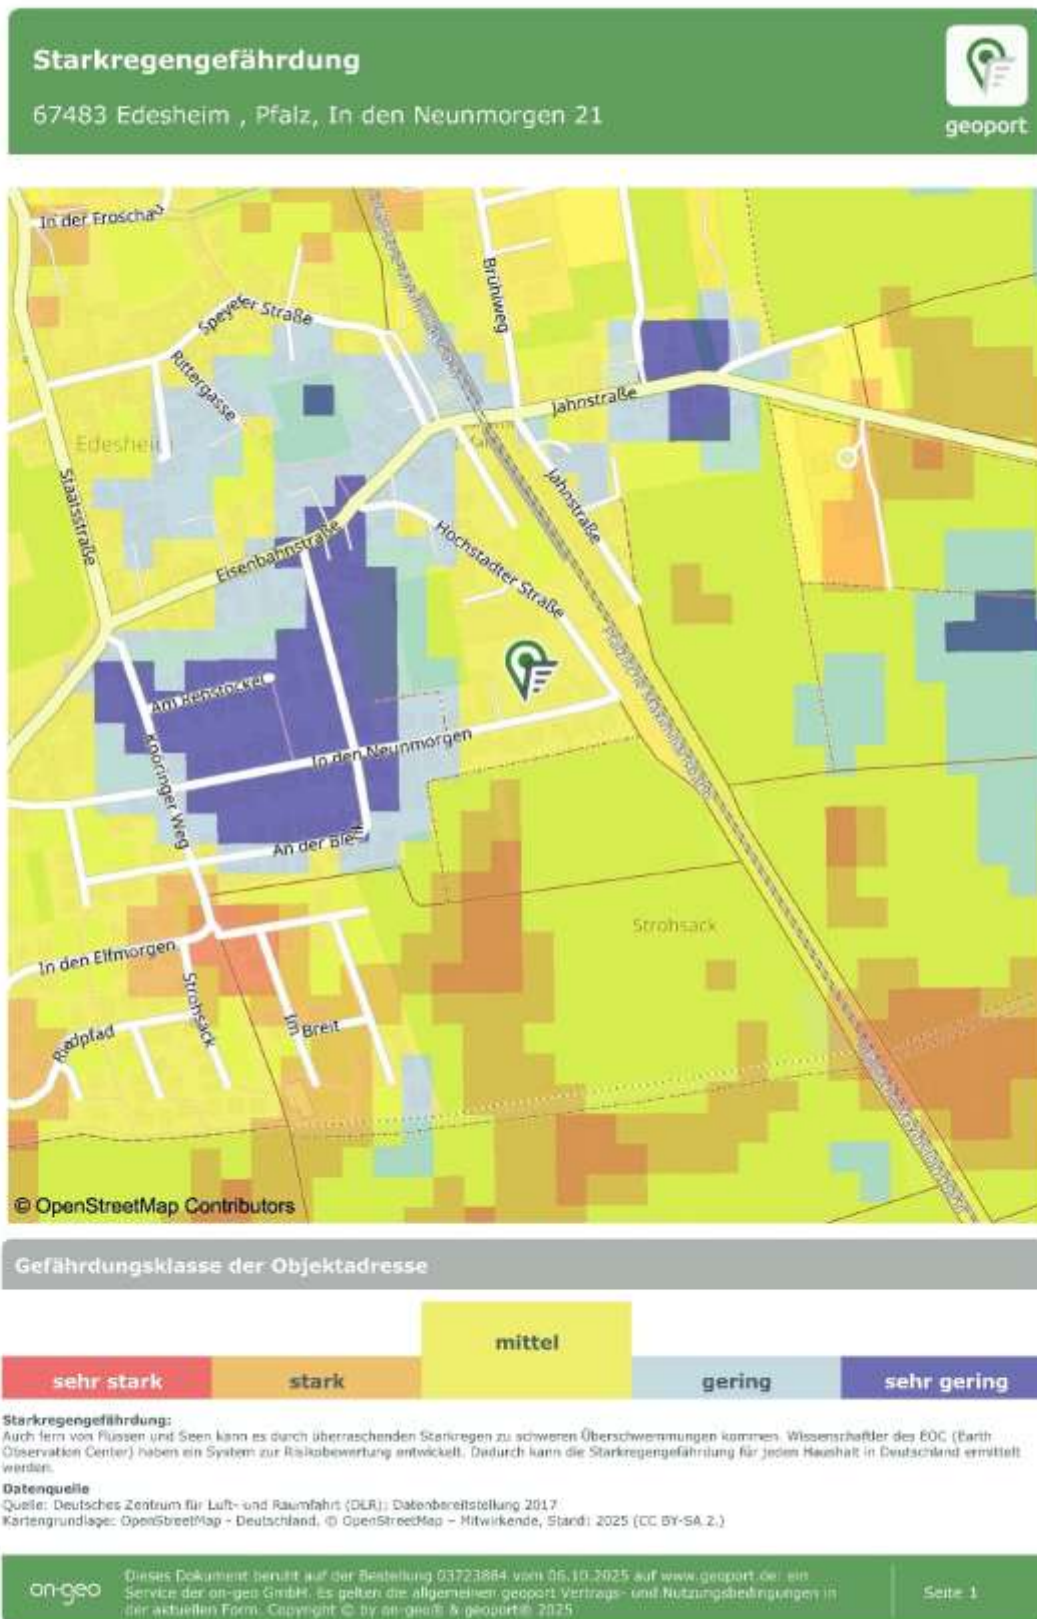 Starkregengefährdung
67483 Edesheim , Pfalz, In den Neunmorgen 21
geoport
In der Froschau
Brühlweg
Speyerer Straße
Rittergasse
Jahnstraße
Edesheim
Staatsstraße
Jahnstraße
Hochstadter Straße
Eisenbahnstraße
Am Rebstöckel
In den Neunmorgen
Knöringer Weg
An der Bleich
Strohsack
In den Elfmorgen
Strohsack
Im Breit
Riedpfad
© OpenStreetMap Contributors
Gefährdungsklasse der Objektadresse
mittel
sehr stark
stark
gering
sehr gering
Starkregengefährdung:
Auch fern von Flüssen und Seen kann es durch überraschenden Starkregen zu schweren Überschwemmungen kommen. Wissenschaftler des EOC (Earth
Observation Center) haben ein System zur Risikobewertung entwickelt. Dadurch kann die Starkregengefährdung für jeden Haushalt in Deutschland ermittelt
werden.
Datenquelle
Quelle: Deutsches Zentrum für Luft- und Raumfahrt (DLR); Datenbereitstellung 2017
Kartengrundlage: OpenStreetMap - Deutschland, © OpenStreetMap – Mitwirkende, Stand: 2025 (CC BY-SA 2.)
on-geo
Dieses Dokument beruht auf der Bestellung 03723884 vom 06.10.2025 auf www.geoport.de: ein
Service der on-geo GmbH. Es gelten die allgemeinen geoport Vertrags- und Nutzungsbedingungen in
der aktuellen Form. Copyright © by on-geo® & geoport® 2025
Seite 1